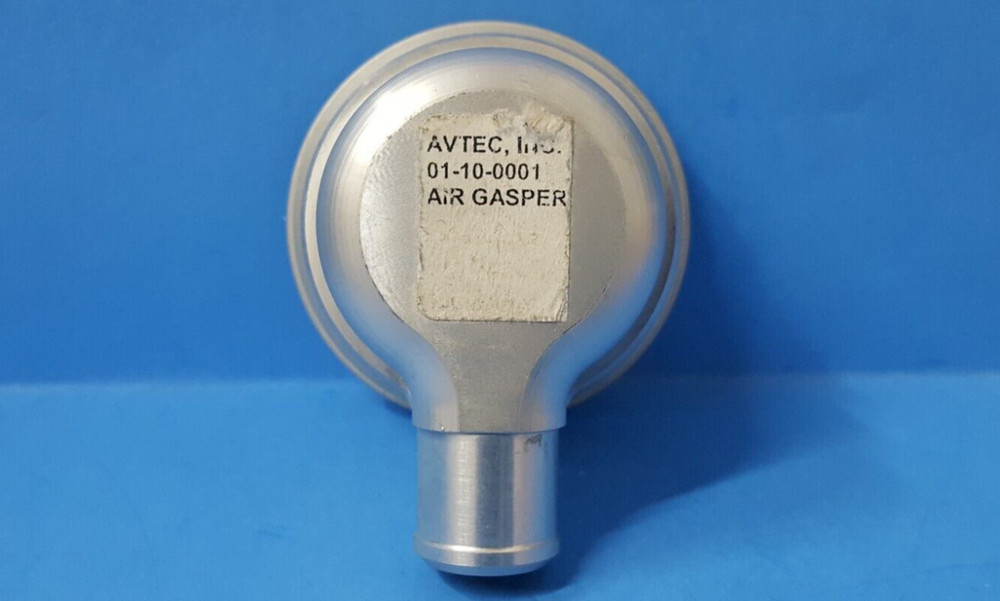 AVTEC, INC.
01-10-0001
AIR GASPER